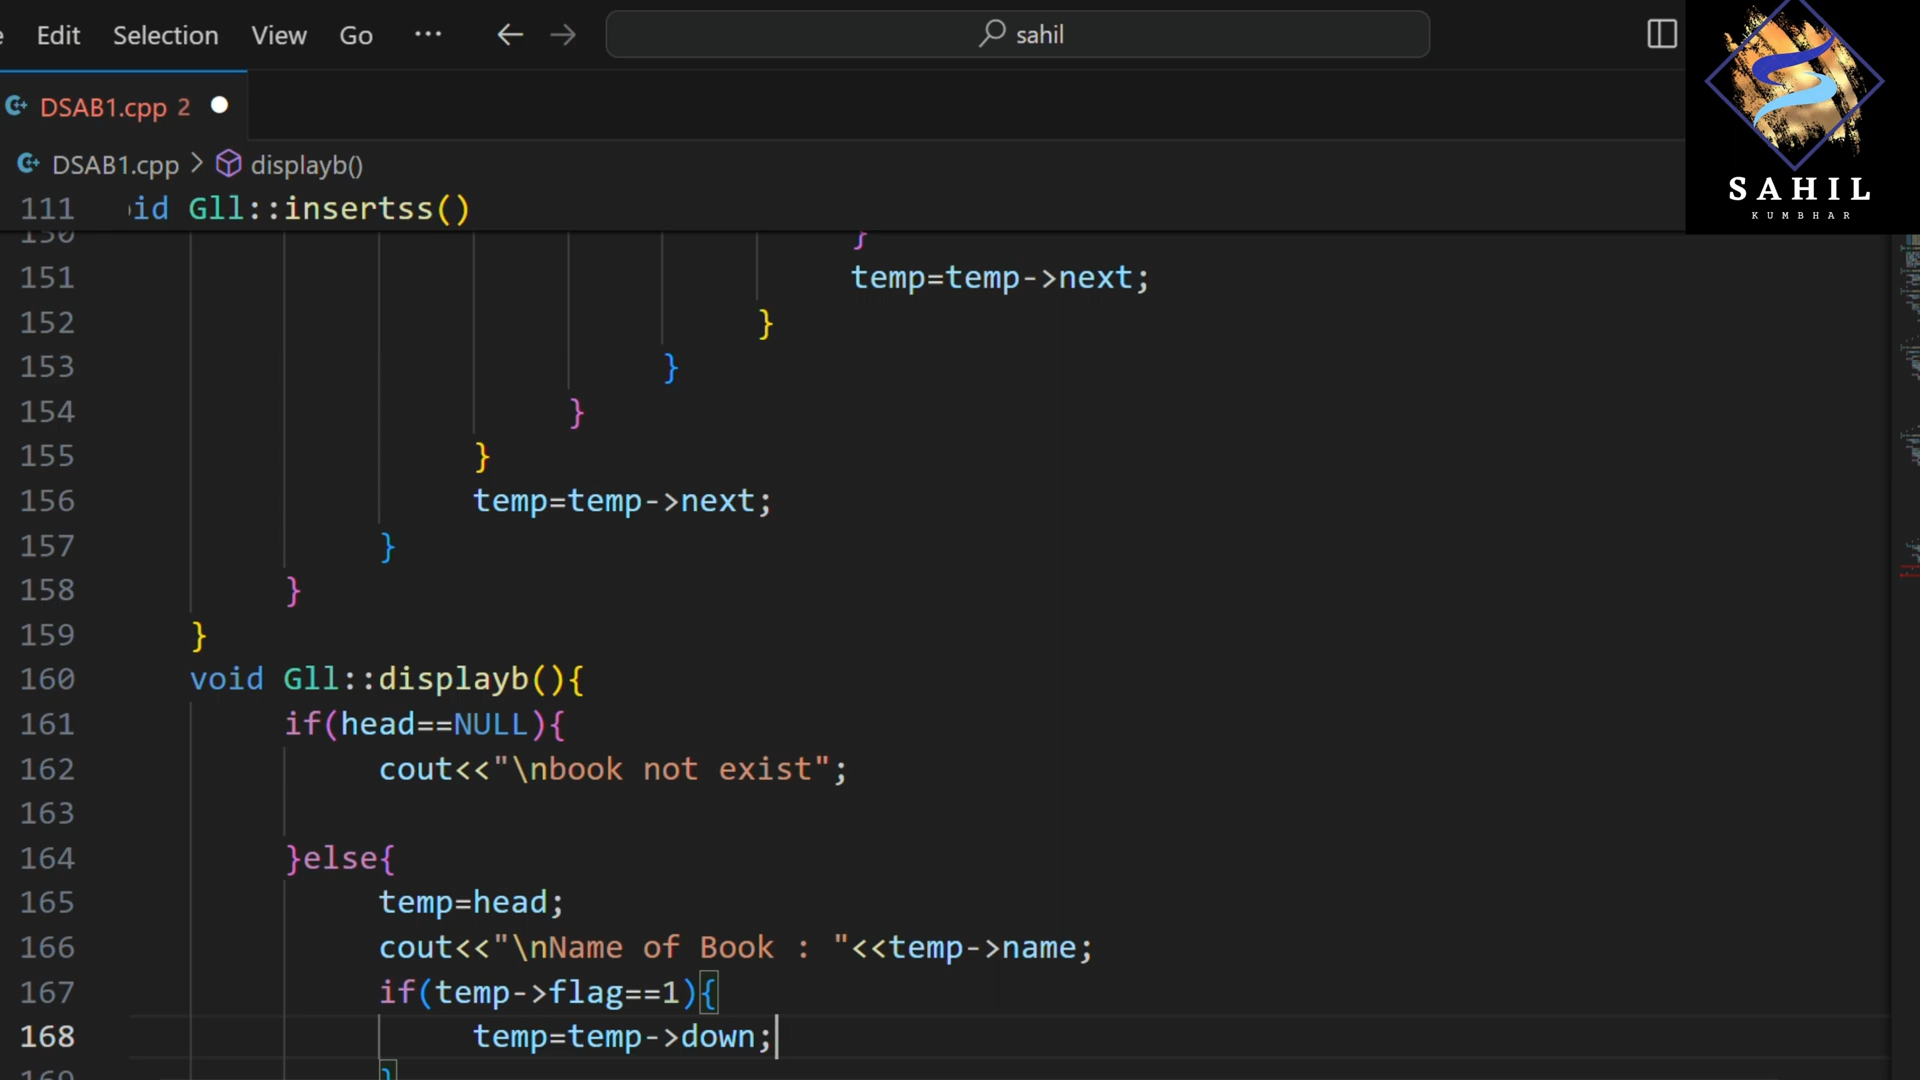 Edit Selection View Go ··· sahil
SAHIL
KUMBHAR
DSAB1.cpp 2
DSAB1.cpp > displayb()
111 id Gll::insertss()
150 }
151 temp=temp->next;
152 }
153 }
154 }
155 }
156 temp=temp->next;
157 }
158 }
159 }
160 void Gll::displayb(){
161 if(head==NULL){
162 cout<<"\nbook not exist";
163
164 }else{
165 temp=head;
166 cout<<"\nName of Book : "<<temp->name;
167 if(temp->flag==1){
168 temp=temp->down;
169 }